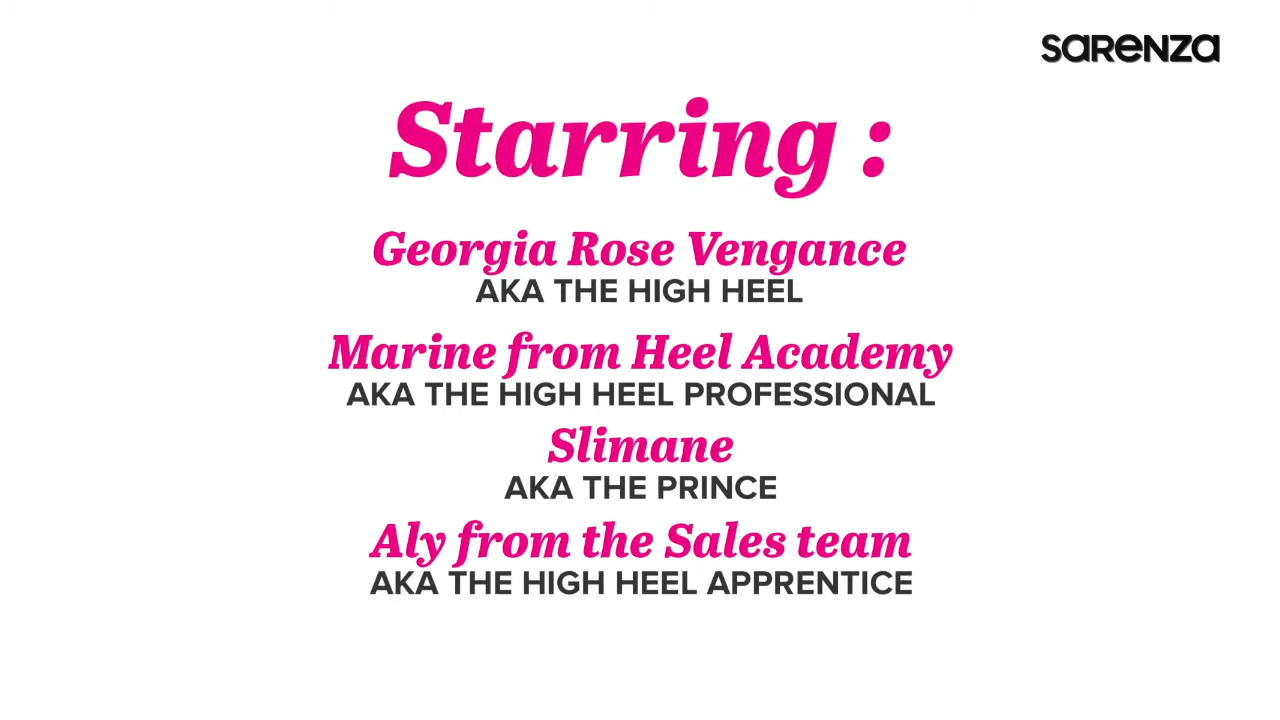 sarenza
Starring :
Georgia Rose Vengance
AKA THE HIGH HEEL
Marine from Heel Academy
AKA THE HIGH HEEL PROFESSIONAL
Slimane
AKA THE PRINCE
Aly from the Sales team
AKA THE HIGH HEEL APPRENTICE